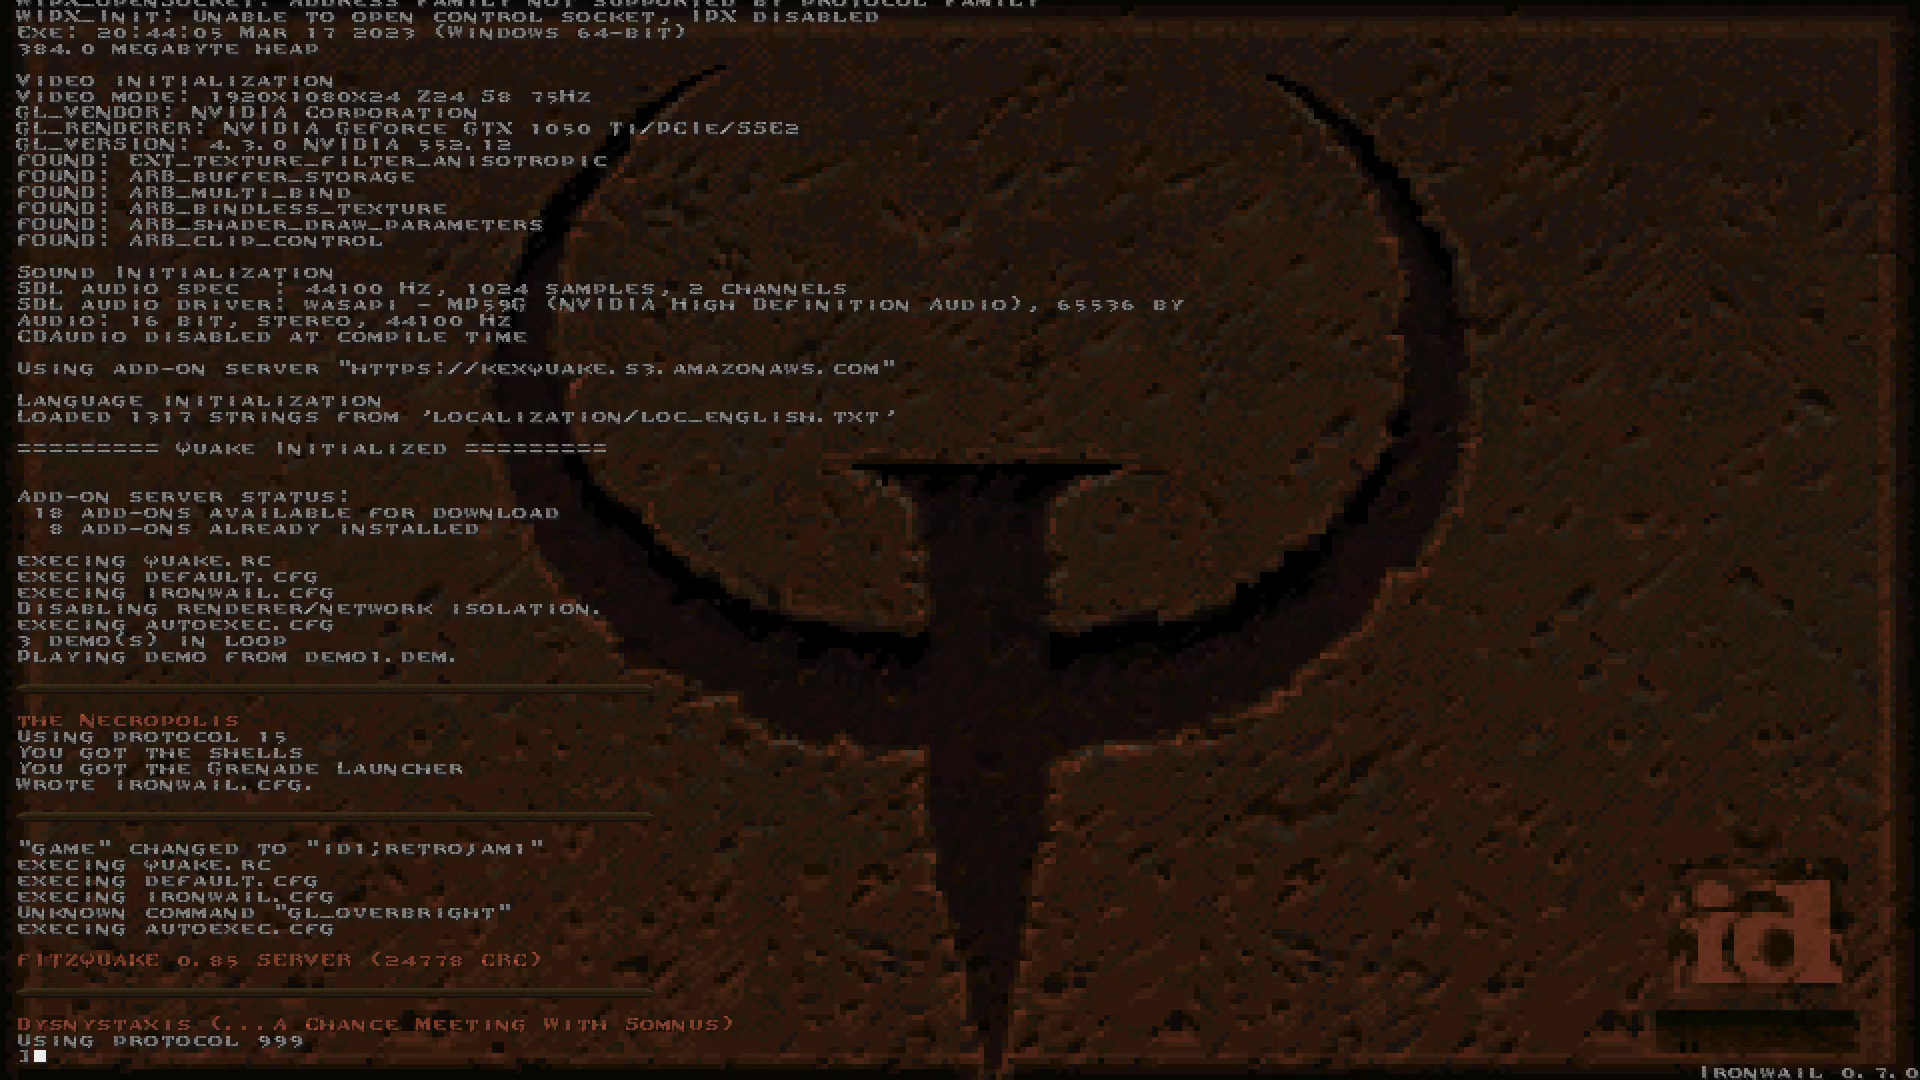 WIPX_OpenSocket: Address family not supported by protocol family
WIPX_Init: Unable to open control socket, IPX disabled
Exe: 20:44:05 Mar 17 2023 (Windows 64-bit)
384.0 megabyte heap
Video initialization
Video mode: 1920x1080x24 Z24 S8 75Hz
GL_VENDOR: NVIDIA Corporation
GL_RENDERER: NVIDIA GeForce GTX 1050 Ti/PCIe/SSE2
GL_VERSION: 4.3.0 NVIDIA 552.12
FOUND: EXT_texture_filter_anisotropic
FOUND: ARB_buffer_storage
FOUND: ARB_multi_bind
FOUND: ARB_bindless_texture
FOUND: ARB_shader_draw_parameters
FOUND: ARB_clip_control
Sound Initialization
SDL audio spec  : 44100 Hz, 1024 samples, 2 channels
SDL audio driver: wasapi - MP59G (NVIDIA High Definition Audio), 65536 by
Audio: 16 bit, stereo, 44100 Hz
CDAudio disabled at compile time
Using add-on server "https://kexquake.s3.amazonaws.com"
Language initialization
Loaded 1317 strings from 'localization/loc_english.txt'
========= Quake Initialized =========
Add-on server status:
 18 add-ons available for download
  8 add-ons already installed
execing quake.rc
execing default.cfg
execing ironwail.cfg
Disabling renderer/network isolation.
execing autoexec.cfg
3 demo(s) in loop
Playing demo from demo1.dem.
the Necropolis
Using protocol 15
You got the shells
You got the Grenade Launcher
Wrote ironwail.cfg.
"game" changed to "id1;retrojam1"
execing quake.rc
execing default.cfg
execing ironwail.cfg
Unknown command "gl_overbright"
execing autoexec.cfg
FITZQUAKE 0.85 SERVER (24778 CRC)
Dysnystaxis (...A Chance Meeting With Somnus)
Using protocol 999
]
id
Ironwail 0.7.0